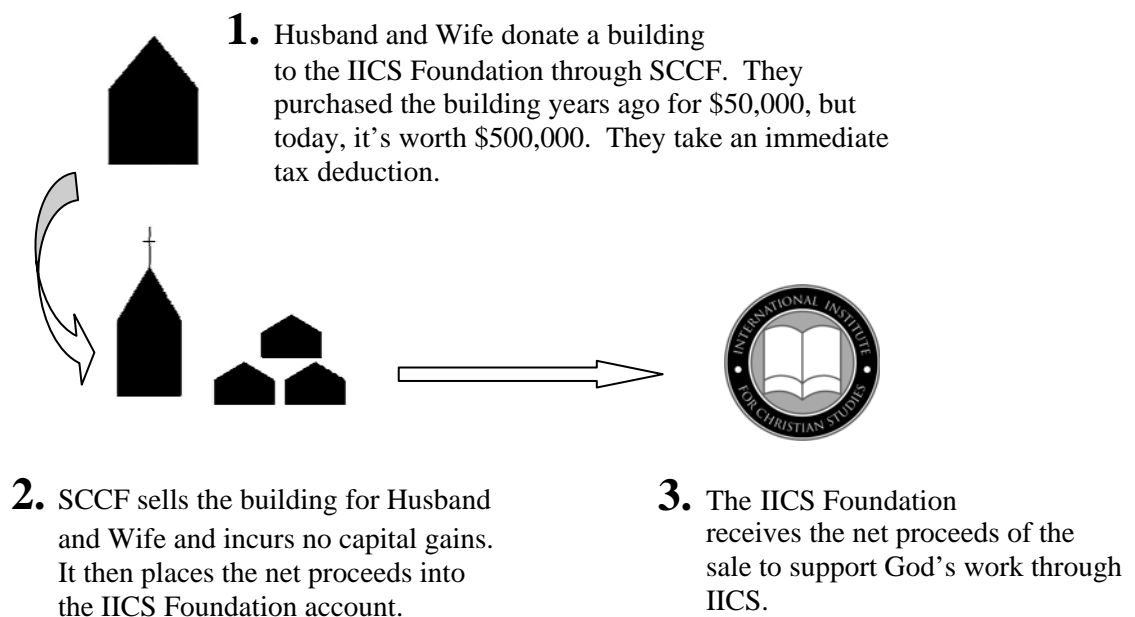 1. Husband and Wife donate a building
to the IICS Foundation through SCCF. They
purchased the building years ago for $50,000, but
today, it's worth $500,000. They take an immediate
tax deduction.
INTERNATIONAL INSTITUTE
FOR CHRISTIAN STUDIES
2. SCCF sells the building for Husband
and Wife and incurs no capital gains.
It then places the net proceeds into
the IICS Foundation account.
3. The IICS Foundation
receives the net proceeds of the
sale to support God’s work through
IICS.